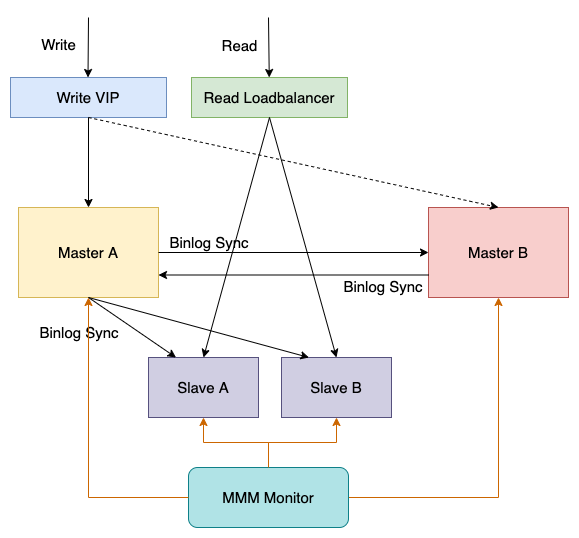 Write
Read
Write VIP
Read Loadbalancer
Binlog Sync
Master A
Master B
Binlog Sync
Binlog Sync
Slave A
Slave B
MMM Monitor